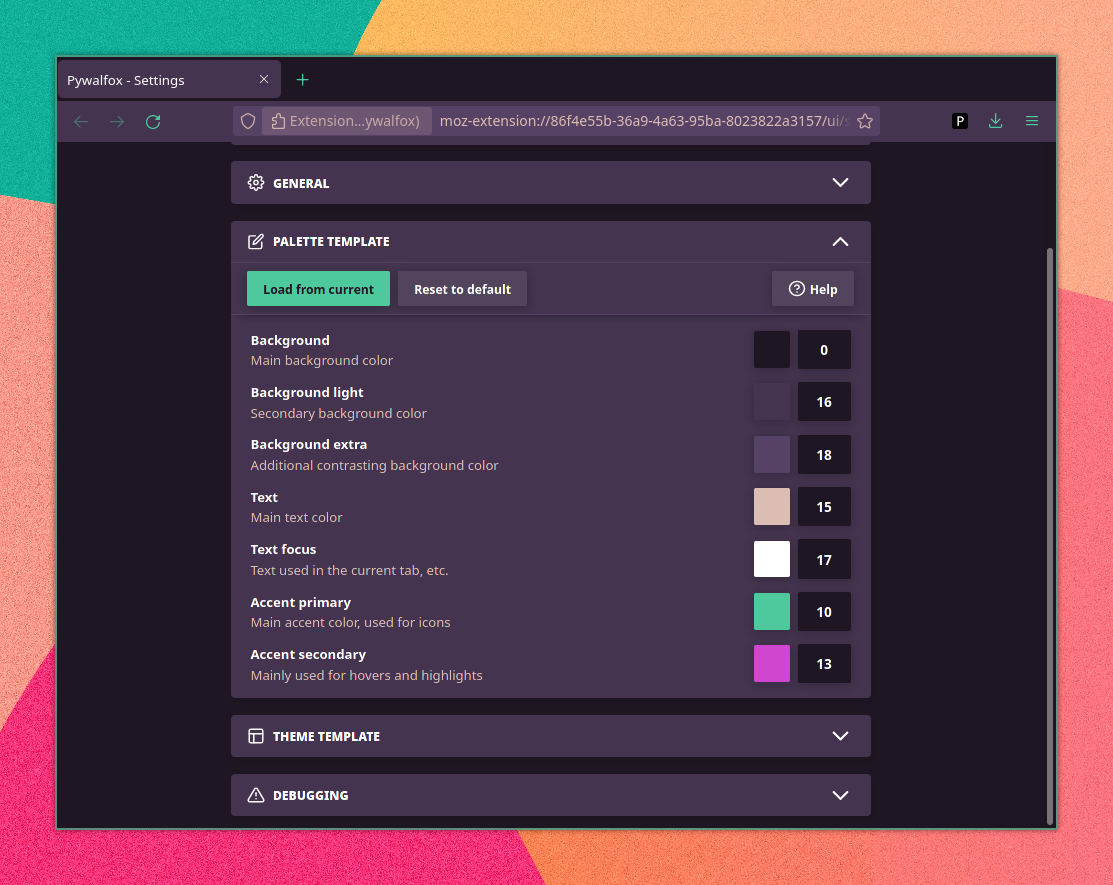 Pywalfox - Settings
Extension...ywalfox)
moz-extension://86f4e55b-36a9-4a63-95ba-8023822a3157/ui/s
P
GENERAL
PALETTE TEMPLATE
Load from current
Reset to default
Help
Background
Main background color
0
Background light
Secondary background color
16
Background extra
Additional contrasting background color
18
Text
Main text color
15
Text focus
Text used in the current tab, etc.
17
Accent primary
Main accent color, used for icons
10
Accent secondary
Mainly used for hovers and highlights
13
THEME TEMPLATE
DEBUGGING